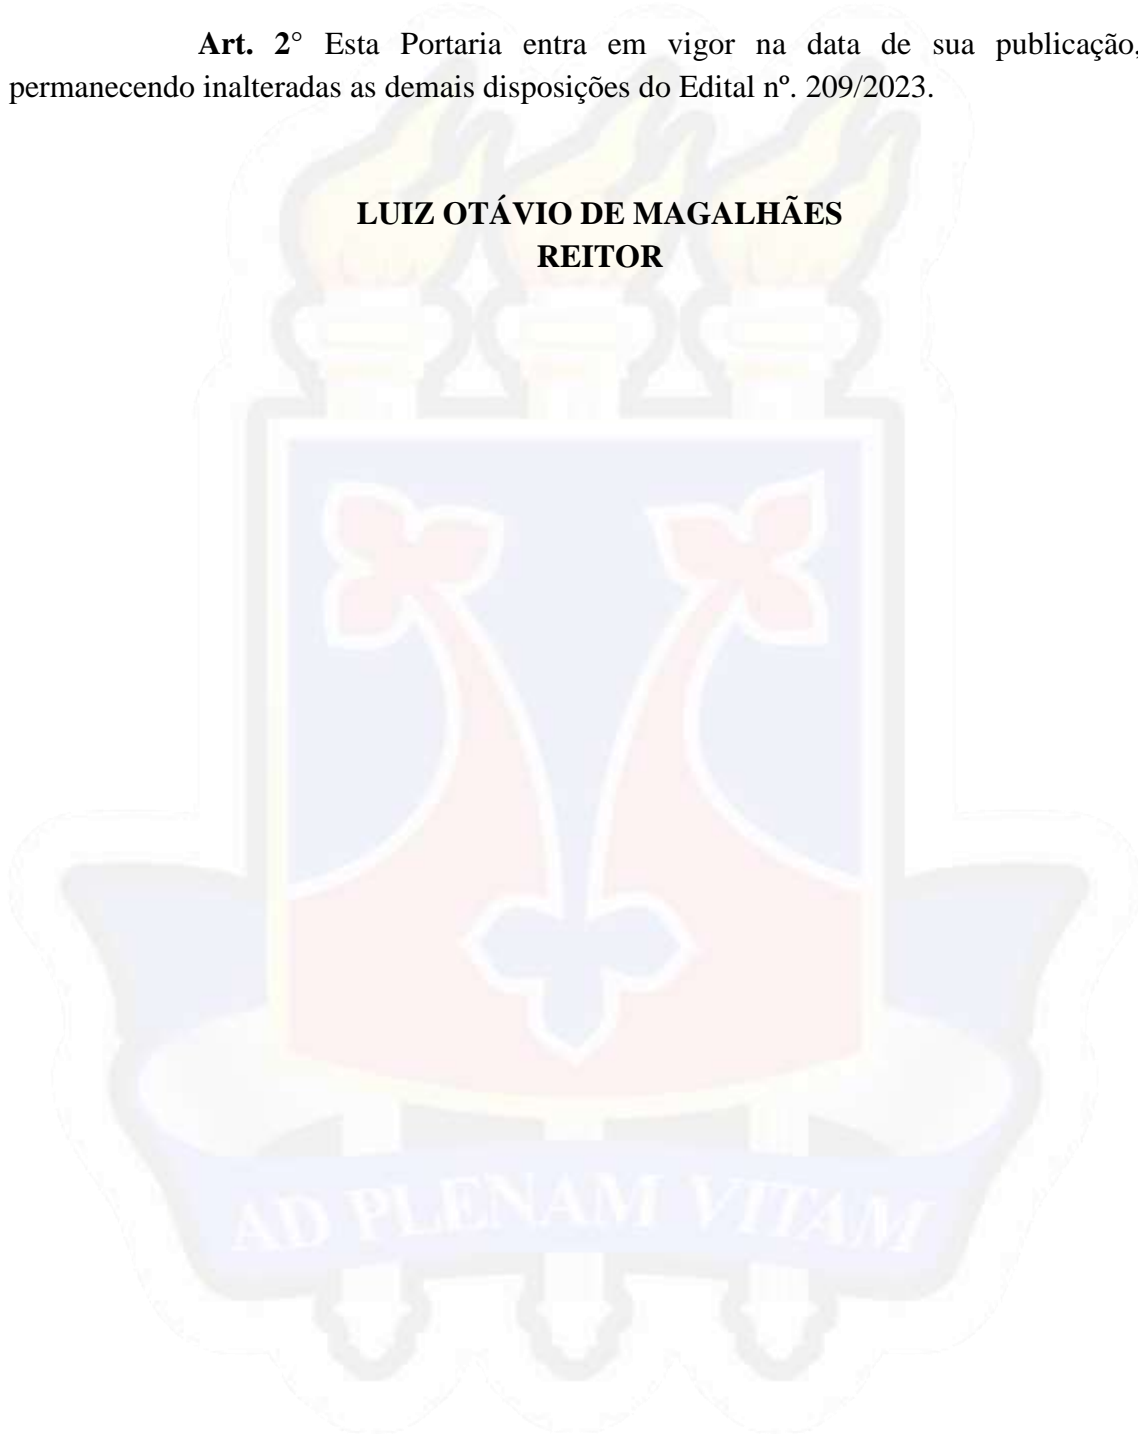 Art. 2° Esta Portaria entra em vigor na data de sua publicação,
permanecendo inalteradas as demais disposições do Edital nº. 209/2023.
LUIZ OTÁVIO DE MAGALHÃES
REITOR
AD PLENAM VITAM